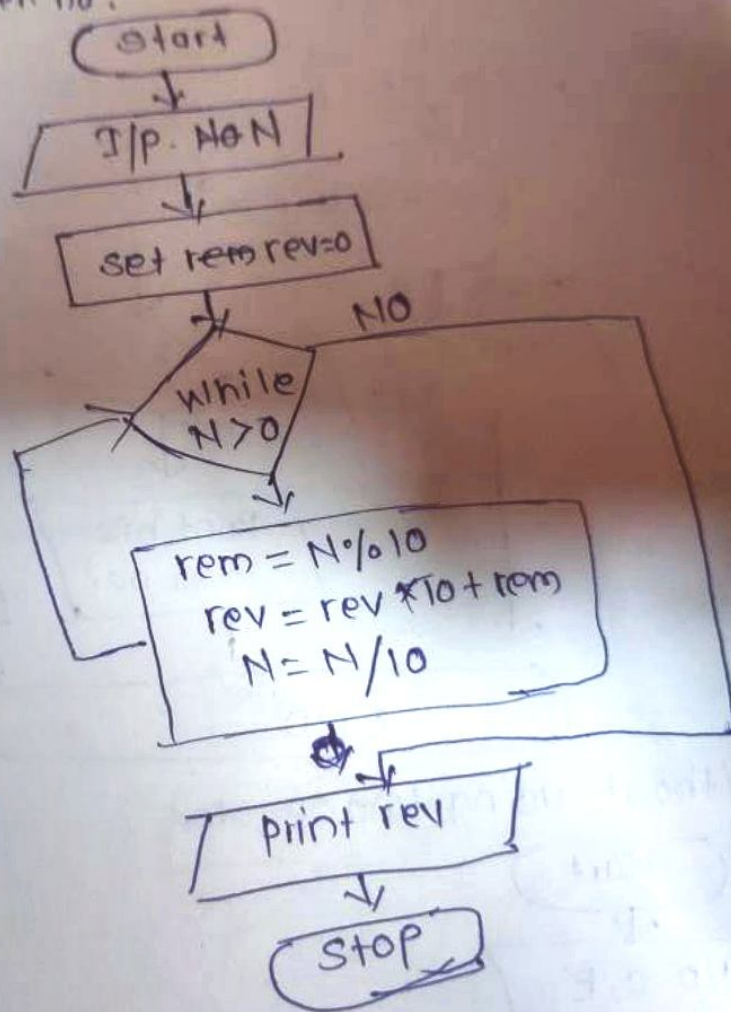 start
I/p. No N
set rem rev=0
NO
while
N>0
rem = N%10
rev = rev *10 + rem
N = N/10
print rev
stop